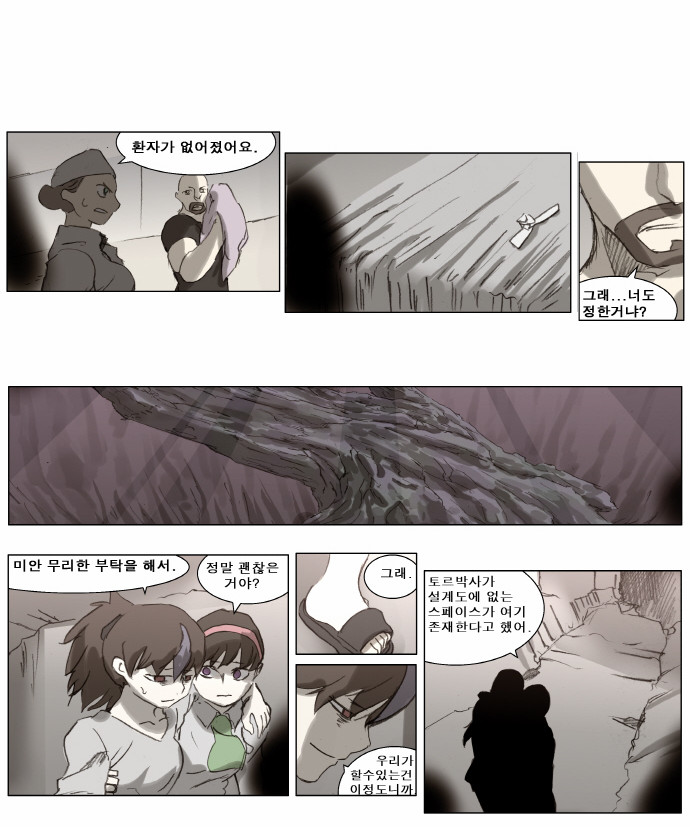 환자가 없어졌어요.
그래...너도
정한거냐?
미안 무리한 부탁을 해서.
정말 괜찮은
거야?
그래.
우리가
할수있는건
이정도니까
토르박사가
설계도에 없는
스페이스가 여기
존재한다고 했어.